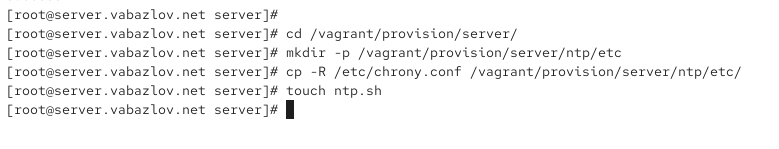 [root@server.vabazlov.net server]#
[root@server.vabazlov.net server]# cd /vagrant/provision/server/
[root@server.vabazlov.net server]# mkdir -p /vagrant/provision/server/ntp/etc
[root@server.vabazlov.net server]# cp -R /etc/chrony.conf /vagrant/provision/server/ntp/etc/
[root@server.vabazlov.net server]# touch ntp.sh
[root@server.vabazlov.net server]#